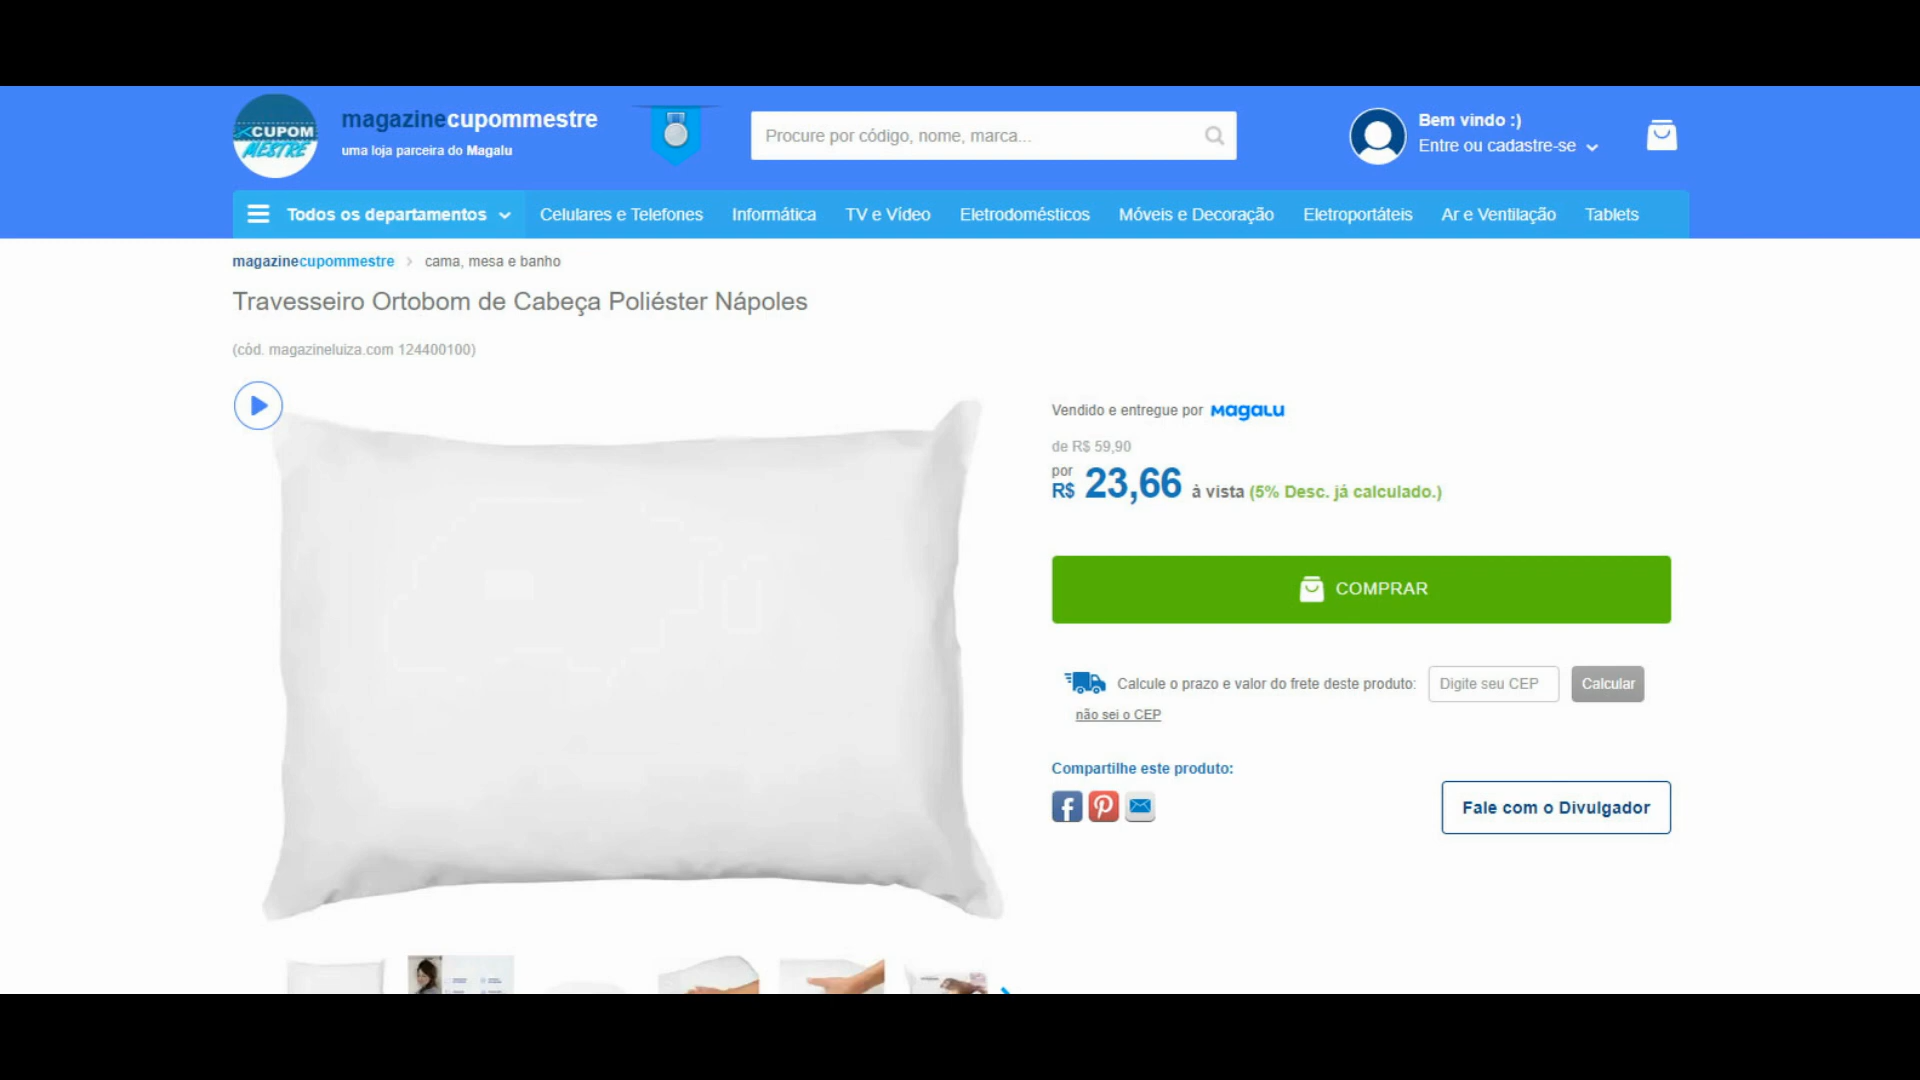 CUPOM
MESTRE
magazinecupommestre
uma loja parceira do Magalu
Procure por código, nome, marca...
Bem vindo :)
Entre ou cadastre-se
Todos os departamentos
Celulares e Telefones
Informática
TV e Vídeo
Eletrodomésticos
Móveis e Decoração
Eletroportáteis
Ar e Ventilação
Tablets
magazinecupommestre > cama, mesa e banho
Travesseiro Ortobom de Cabeça Poliéster Nápoles
(cód. magazineluiza.com 124400100)
Vendido e entregue por MagaLu
de R$ 59,90
por
R$ 23,66 à vista (5% Desc. já calculado.)
COMPRAR
Calcule o prazo e valor do frete deste produto:
Digite seu CEP
Calcular
não sei o CEP
Compartilhe este produto:
Fale com o Divulgador